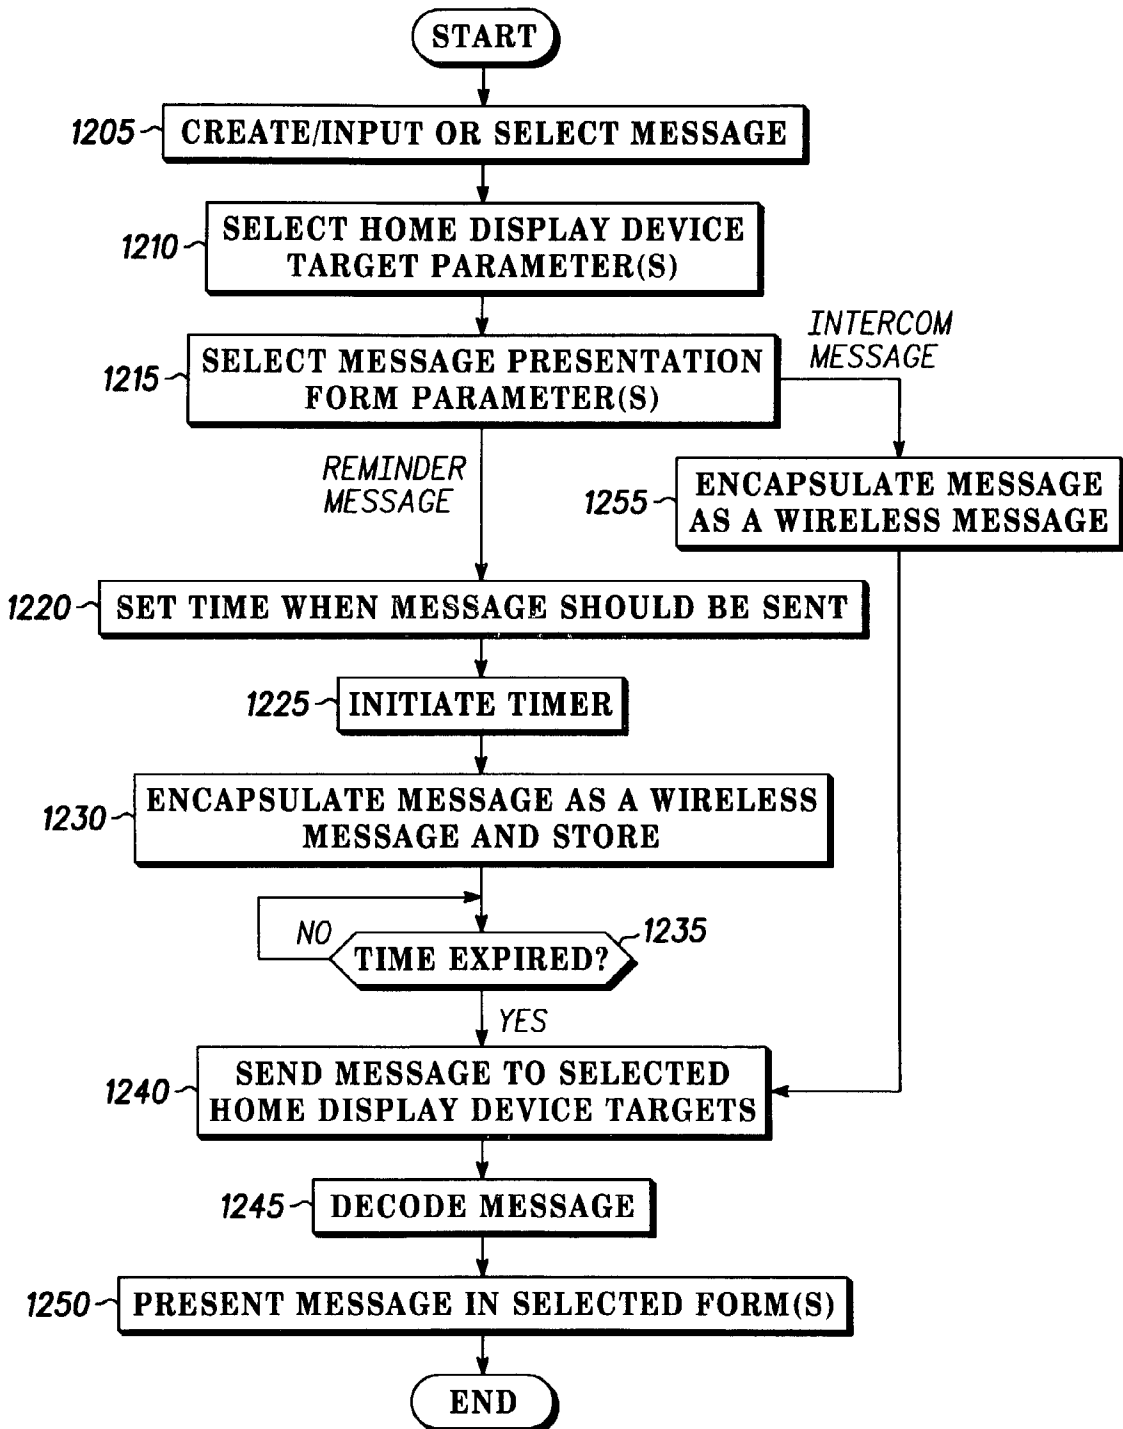 START
1205
CREATE/INPUT OR SELECT MESSAGE
1210
SELECT HOME DISPLAY DEVICE
TARGET PARAMETER(S)
1215
SELECT MESSAGE PRESENTATION
FORM PARAMETER(S)
INTERCOM
MESSAGE
REMINDER
MESSAGE
1255
ENCAPSULATE MESSAGE
AS A WIRELESS MESSAGE
1220
SET TIME WHEN MESSAGE SHOULD BE SENT
1225
INITIATE TIMER
1230
ENCAPSULATE MESSAGE AS A WIRELESS
MESSAGE AND STORE
NO
TIME EXPIRED?
1235
YES
1240
SEND MESSAGE TO SELECTED
HOME DISPLAY DEVICE TARGETS
1245
DECODE MESSAGE
1250
PRESENT MESSAGE IN SELECTED FORM(S)
END